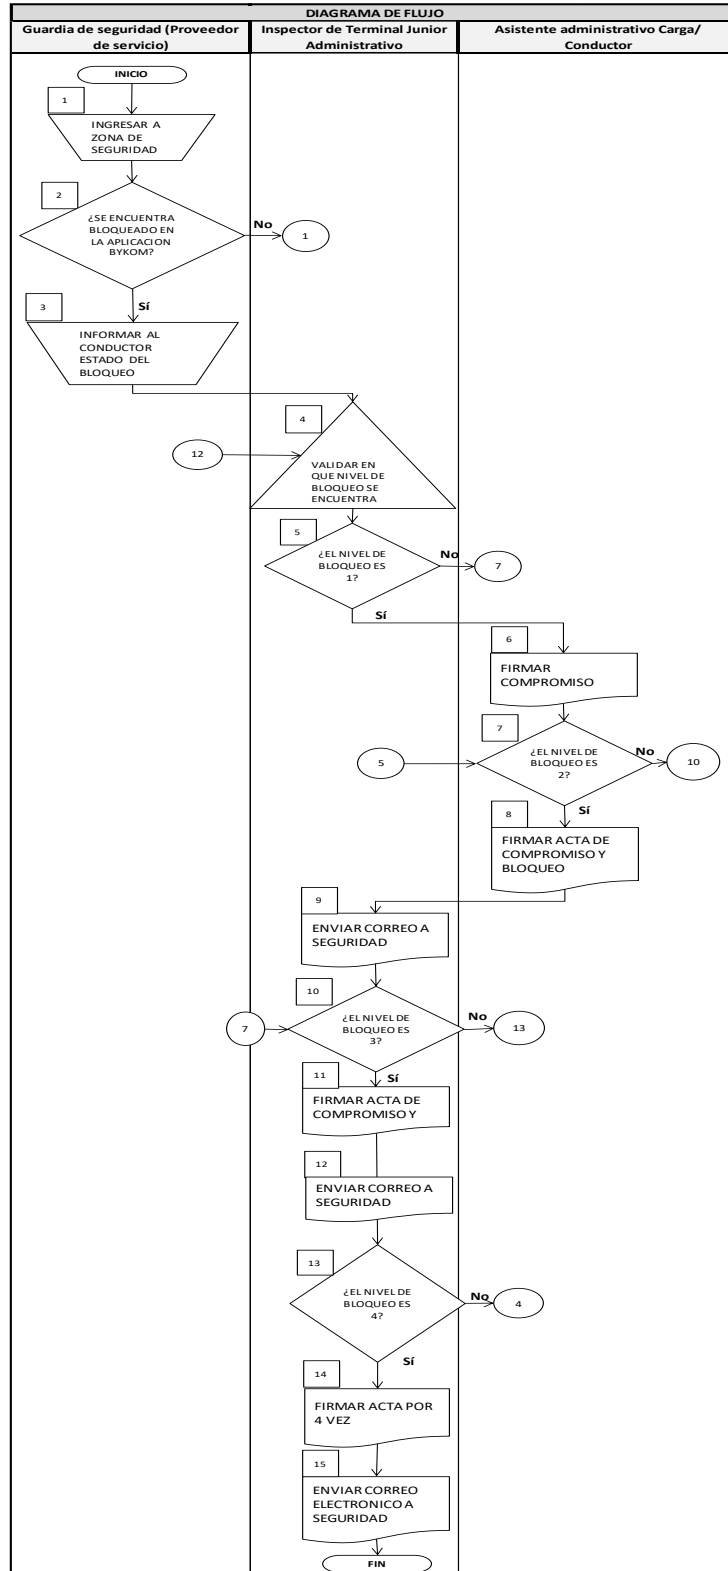 DIAGRAMA DE FLUJO
Guardia de seguridad (Proveedor
de servicio)
Inspector de Terminal Junior
Administrativo
Asistente administrativo Carga/
Conductor
INICIO
1
INGRESAR A
ZONA DE
SEGURIDAD
2
¿SE ENCUENTRA
BLOQUEADO EN
LA APLICACION
BYKOM?
No
1
Sí
3
INFORMAR AL
CONDUCTOR
ESTADO DEL
BLOQUEO
4
12
VALIDAR EN
QUE NIVEL DE
BLOQUEO SE
ENCUENTRA
5
¿EL NIVEL DE
BLOQUEO ES
1?
No
7
Sí
6
FIRMAR
COMPROMISO
7
5
¿EL NIVEL DE
BLOQUEO ES
2?
No
10
Sí
8
FIRMAR ACTA DE
COMPROMISO Y
BLOQUEO
9
ENVIAR CORREO A
SEGURIDAD
10
7
¿EL NIVEL DE
BLOQUEO ES
3?
No
13
Sí
11
FIRMAR ACTA DE
COMPROMISO Y
12
ENVIAR CORREO A
SEGURIDAD
13
¿EL NIVEL DE
BLOQUEO ES
4?
No
4
Sí
14
FIRMAR ACTA POR
4 VEZ
15
ENVIAR CORREO
ELECTRONICO A
SEGURIDAD
FIN